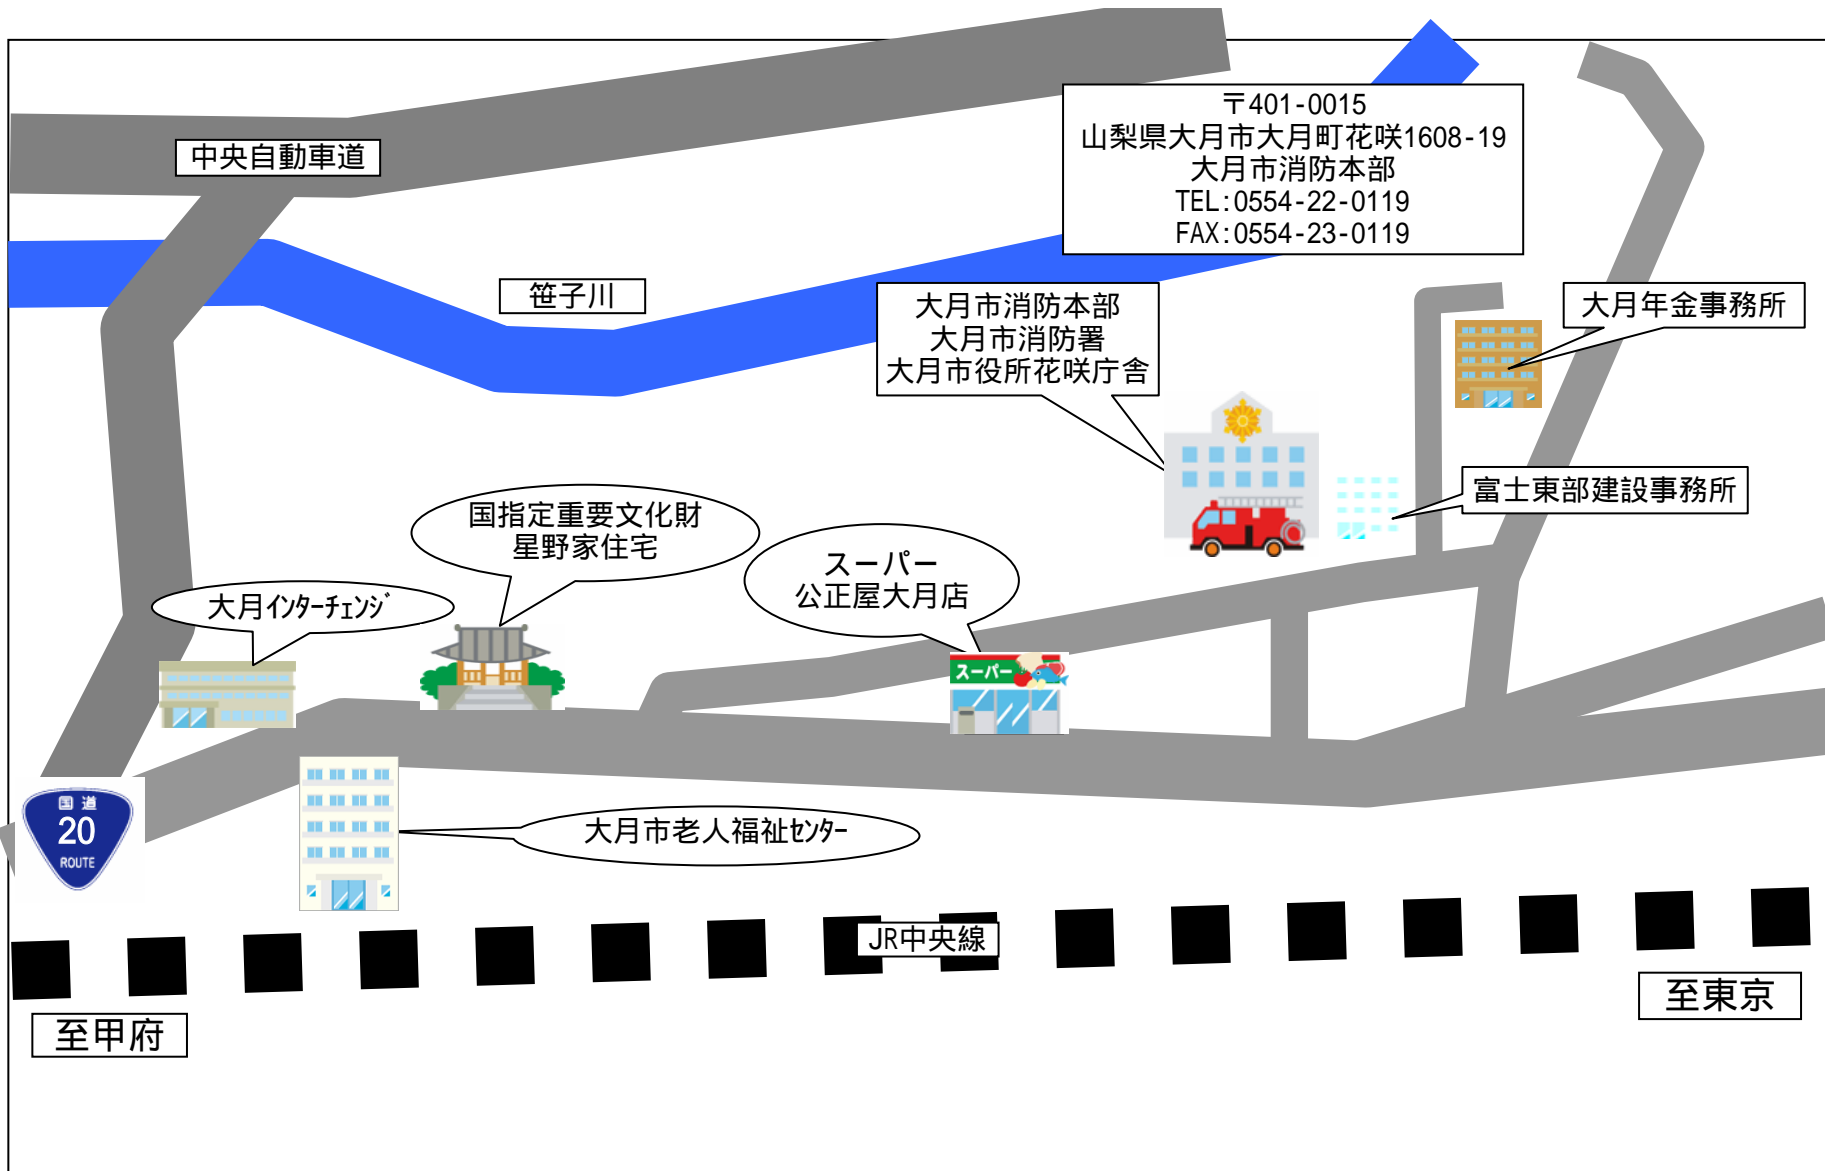 〒401-0015
山梨県大月市大月町花咲1608-19
大月市消防本部
TEL:0554-22-0119
FAX:0554-23-0119
中央自動車道
笹子川
大月市消防本部
大月市消防署
大月市役所花咲庁舎
大月年金事務所
富士東部建設事務所
国指定重要文化財
星野家住宅
スーパー
公正屋大月店
大月ｲﾝﾀｰﾁｪﾝｼﾞ
スーパー
国道
20
ROUTE
大月市老人福祉ｾﾝﾀｰ
JR中央線
至東京
至甲府